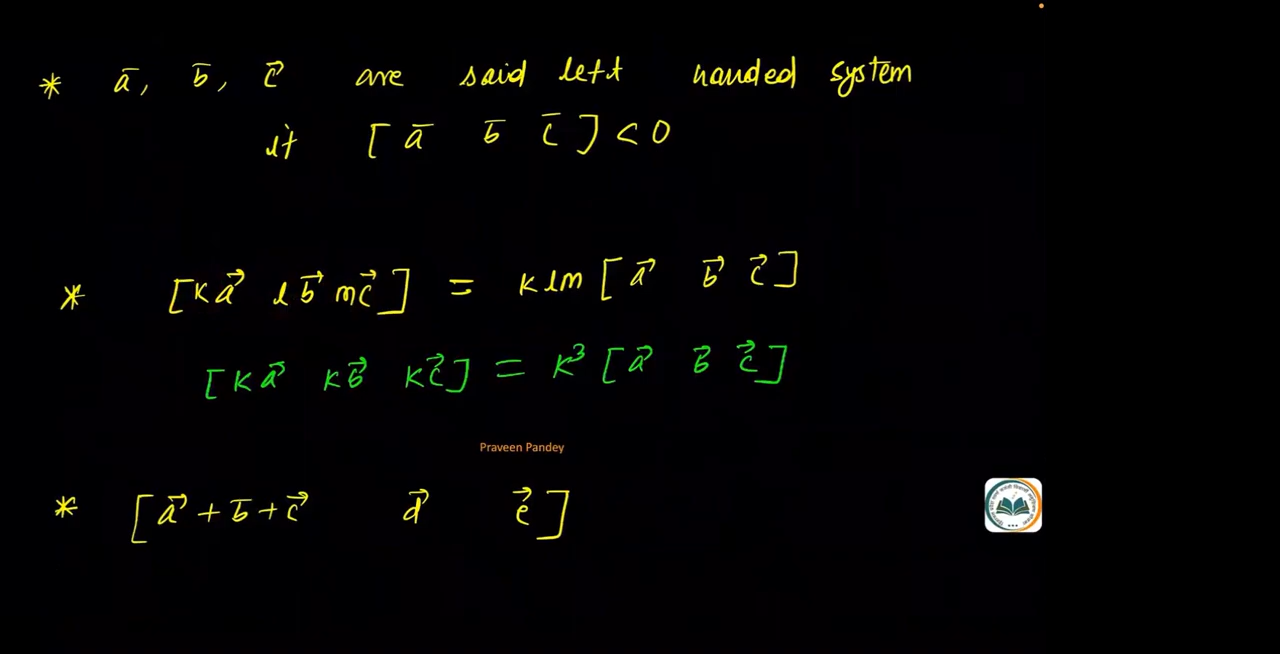 * a̅, b̅, c⃗ are said left handed system
if [a̅ b̅ c̅] < 0
* [Ka⃗ lb⃗ mc⃗] = Klm [a⃗ b⃗ c⃗]
[Ka⃗ Kb⃗ Kc⃗] = K³ [a⃗ b⃗ c⃗]
Praveen Pandey
* [a⃗ + b̅ + c⃗ d⃗ e⃗]